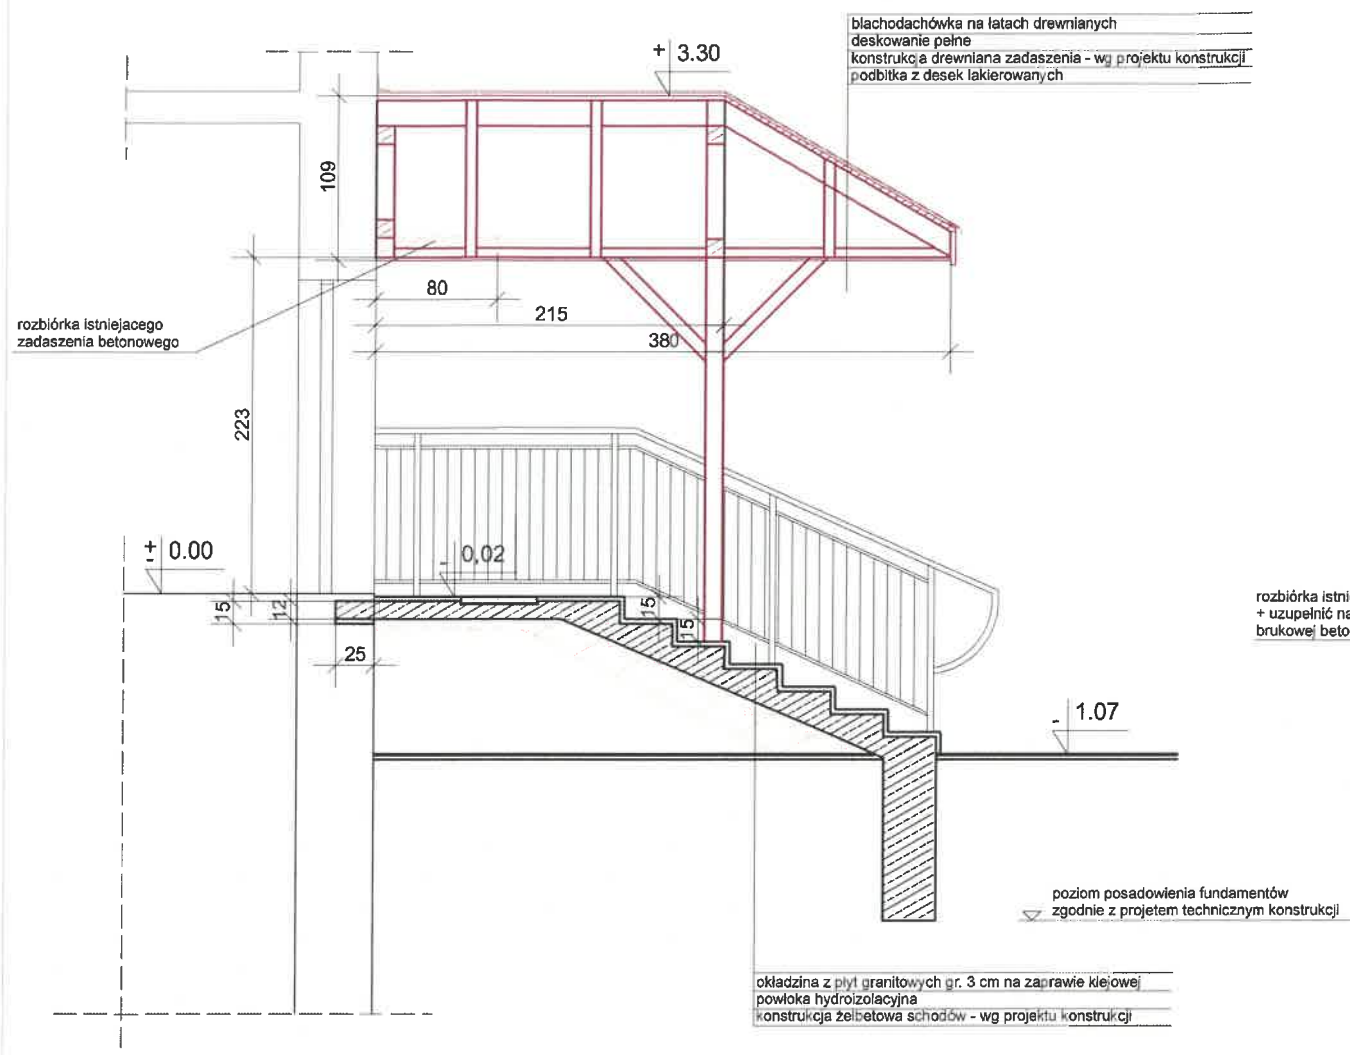 blachodachówka na łatach drewnianych
deskowanie pełne
konstrukcja drewniana zadaszenia - wg projektu konstrukcji
podbitka z desek lakierowanych
+ 3.30
109
80
215
380
rozbiórka istniejacego
zadaszenia betonowego
223
± 0.00
- 0,02
15
12
15
15
25
rozbiórka istni
+ uzupełnić na
brukowej beto
- 1.07
poziom posadowienia fundamentów
zgodnie z projetem technicznym konstrukcji
okładzina z płyt granitowych gr. 3 cm na zaprawie klejowej
powłoka hydroizolacyjna
konstrukcja żelbetowa schodów - wg projektu konstrukcji